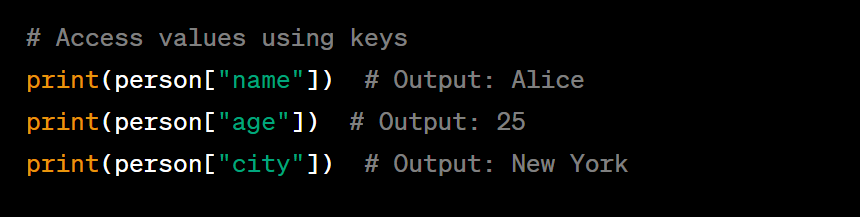 # Access values using keys
print(person["name"])  # Output: Alice
print(person["age"])  # Output: 25
print(person["city"])  # Output: New York